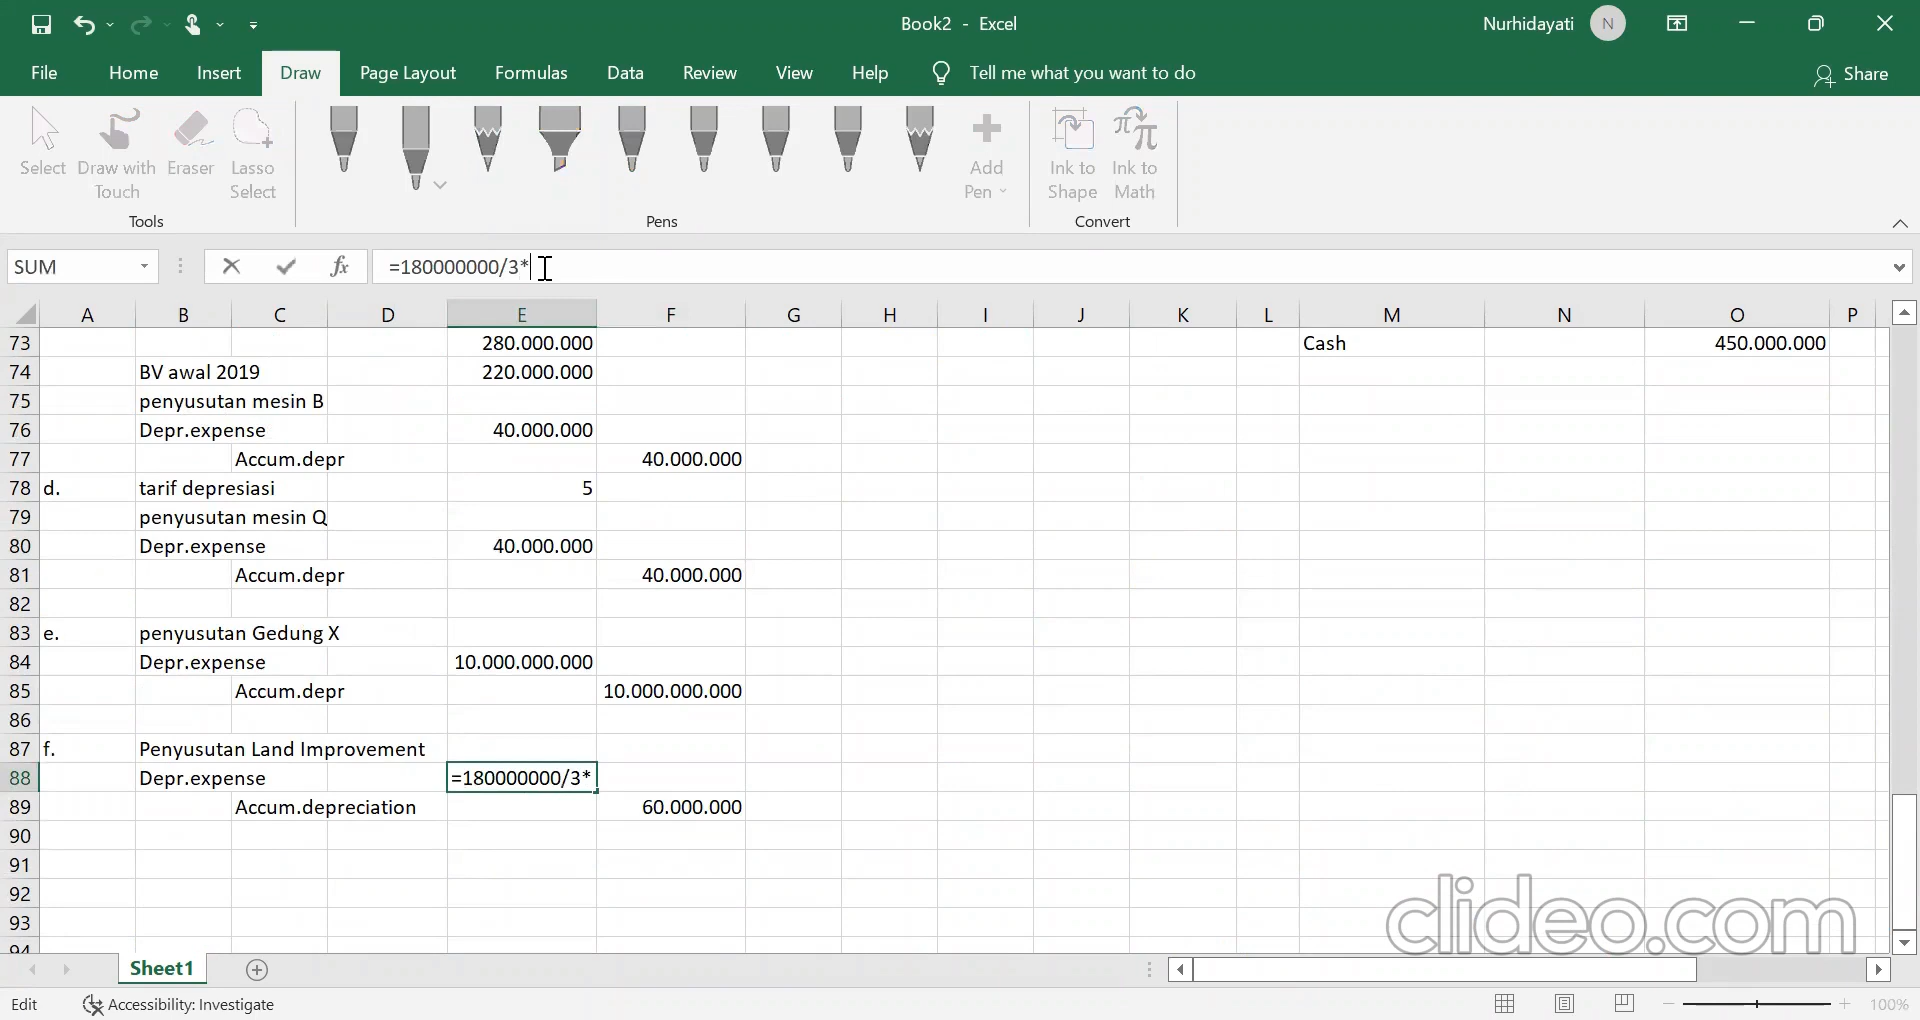 Book2 - Excel
Nurhidayati N
File Home Insert Draw Page Layout Formulas Data Review View Help Tell me what you want to do Share
Select
Draw with Touch
Eraser
Lasso Select
Add Pen
Ink to Shape
Ink to Math
Tools Pens Convert
SUM fx =180000000/3*
A B C D E F G H I J K L M N O P
73 280.000.000 Cash 450.000.000
74 BV awal 2019 220.000.000
75 penyusutan mesin B
76 Depr.expense 40.000.000
77 Accum.depr 40.000.000
78 d. tarif depresiasi 5
79 penyusutan mesin Q
80 Depr.expense 40.000.000
81 Accum.depr 40.000.000
82
83 e. penyusutan Gedung X
84 Depr.expense 10.000.000.000
85 Accum.depr 10.000.000.000
86
87 f. Penyusutan Land Improvement
88 Depr.expense =180000000/3*
89 Accum.depreciation 60.000.000
90
91
92
93
94
clideo.com
Sheet1
Edit Accessibility: Investigate 100%